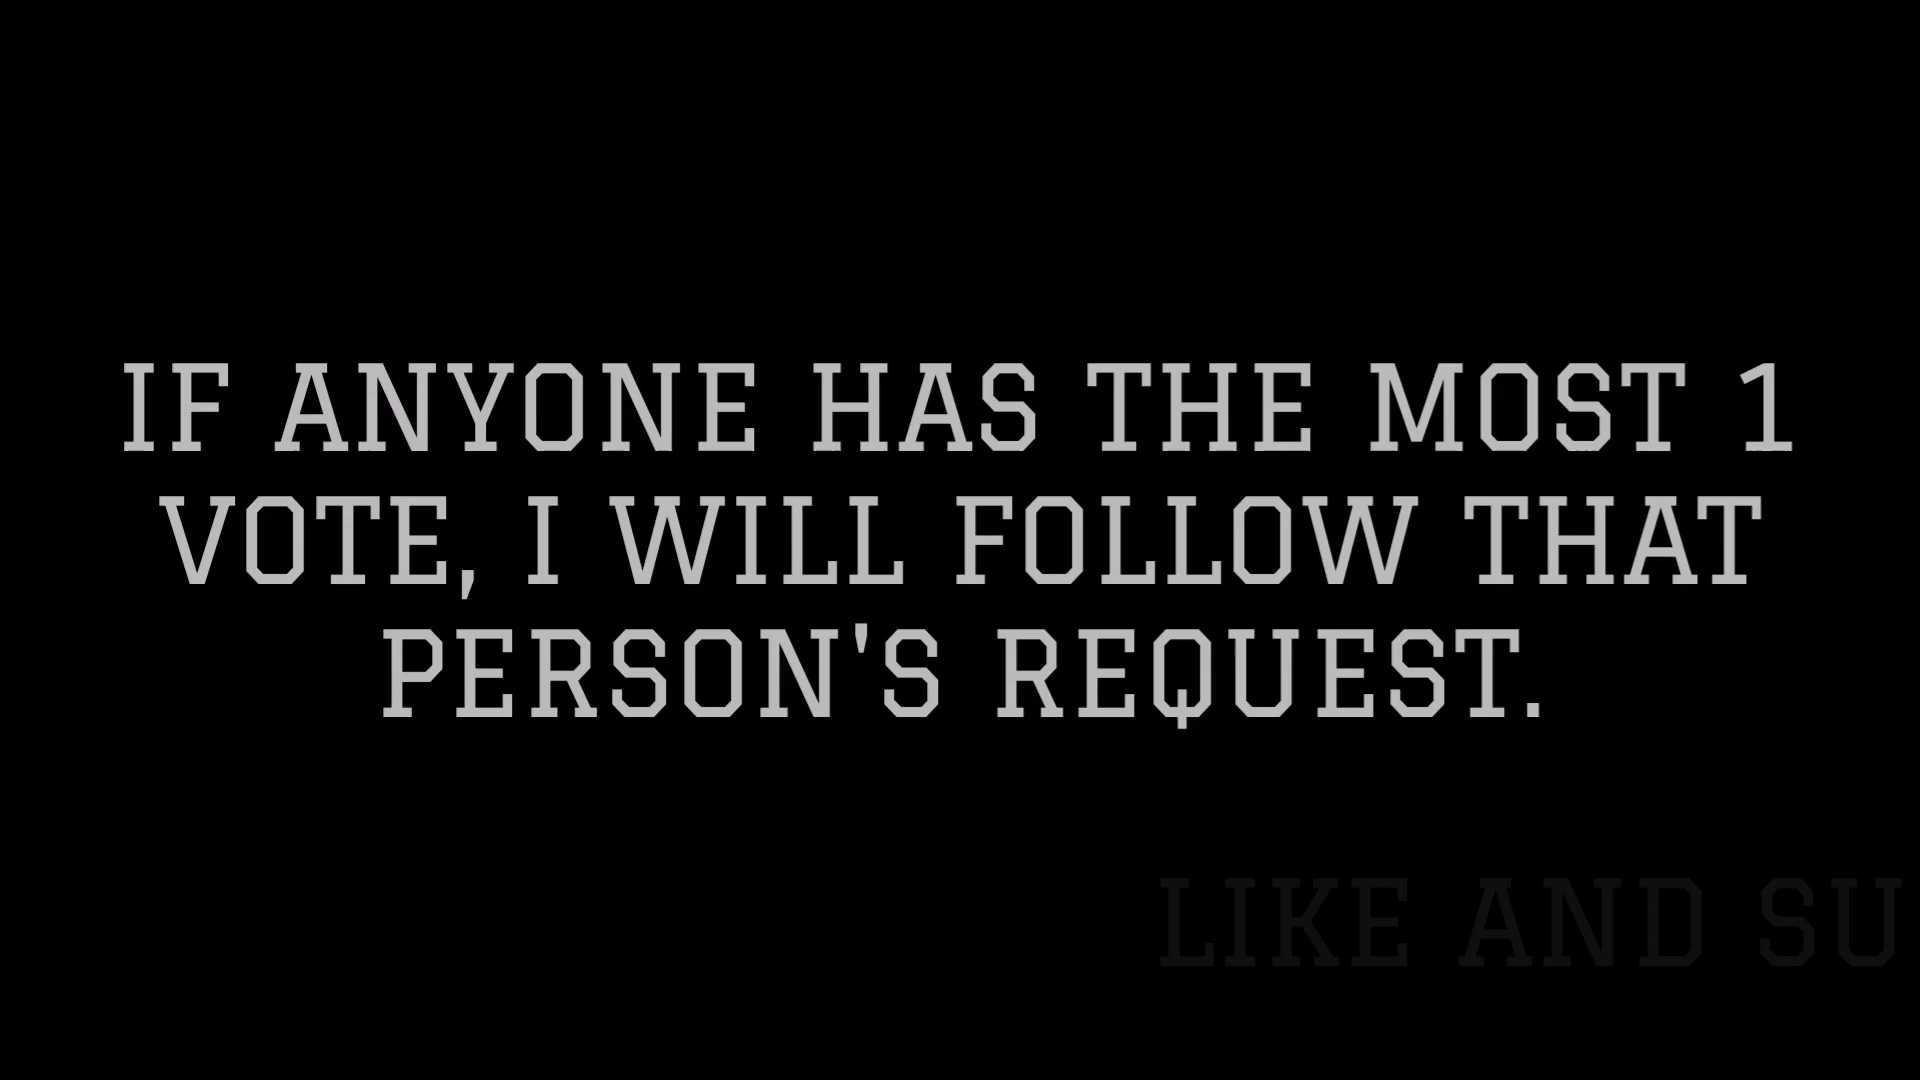 IF ANYONE HAS THE MOST 1
VOTE, I WILL FOLLOW THAT
PERSON'S REQUEST.
LIKE AND SU